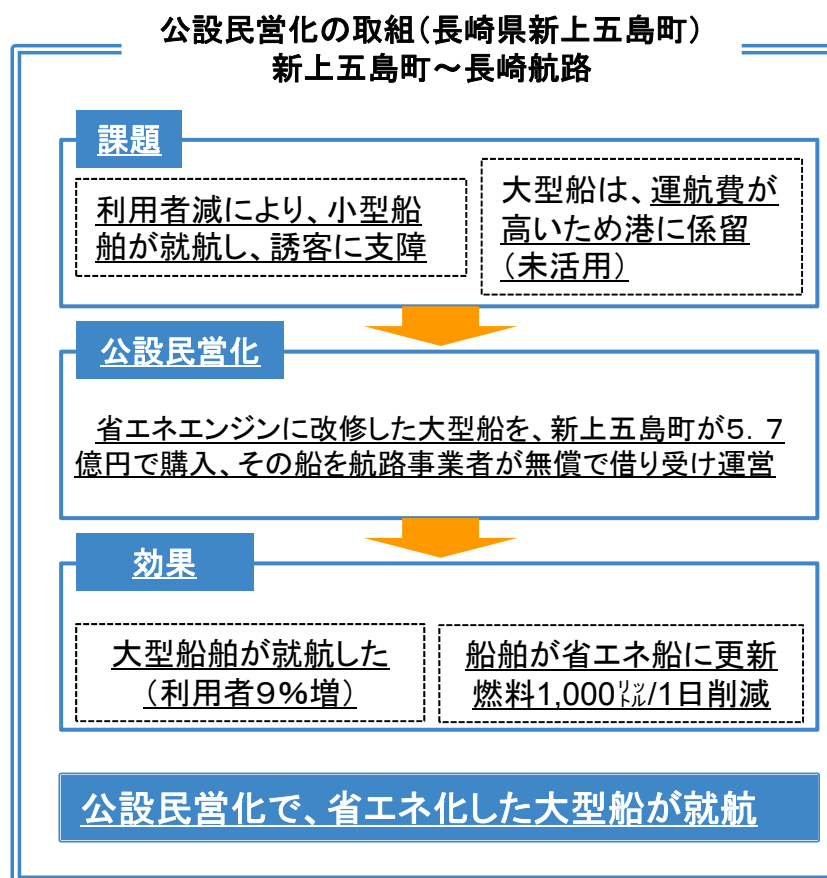 公設民営化の取組（長崎県新上五島町）
新上五島町～長崎航路
課題
利用者減により、小型船
舶が就航し、誘客に支障
大型船は、運航費が
高いため港に係留
（未活用）
公設民営化
省エネエンジンに改修した大型船を、新上五島町が５．７
億円で購入、その船を航路事業者が無償で借り受け運営
効果
大型船舶が就航した
（利用者９％増）
船舶が省エネ船に更新
燃料1,000㍑/1日削減
公設民営化で、省エネ化した大型船が就航